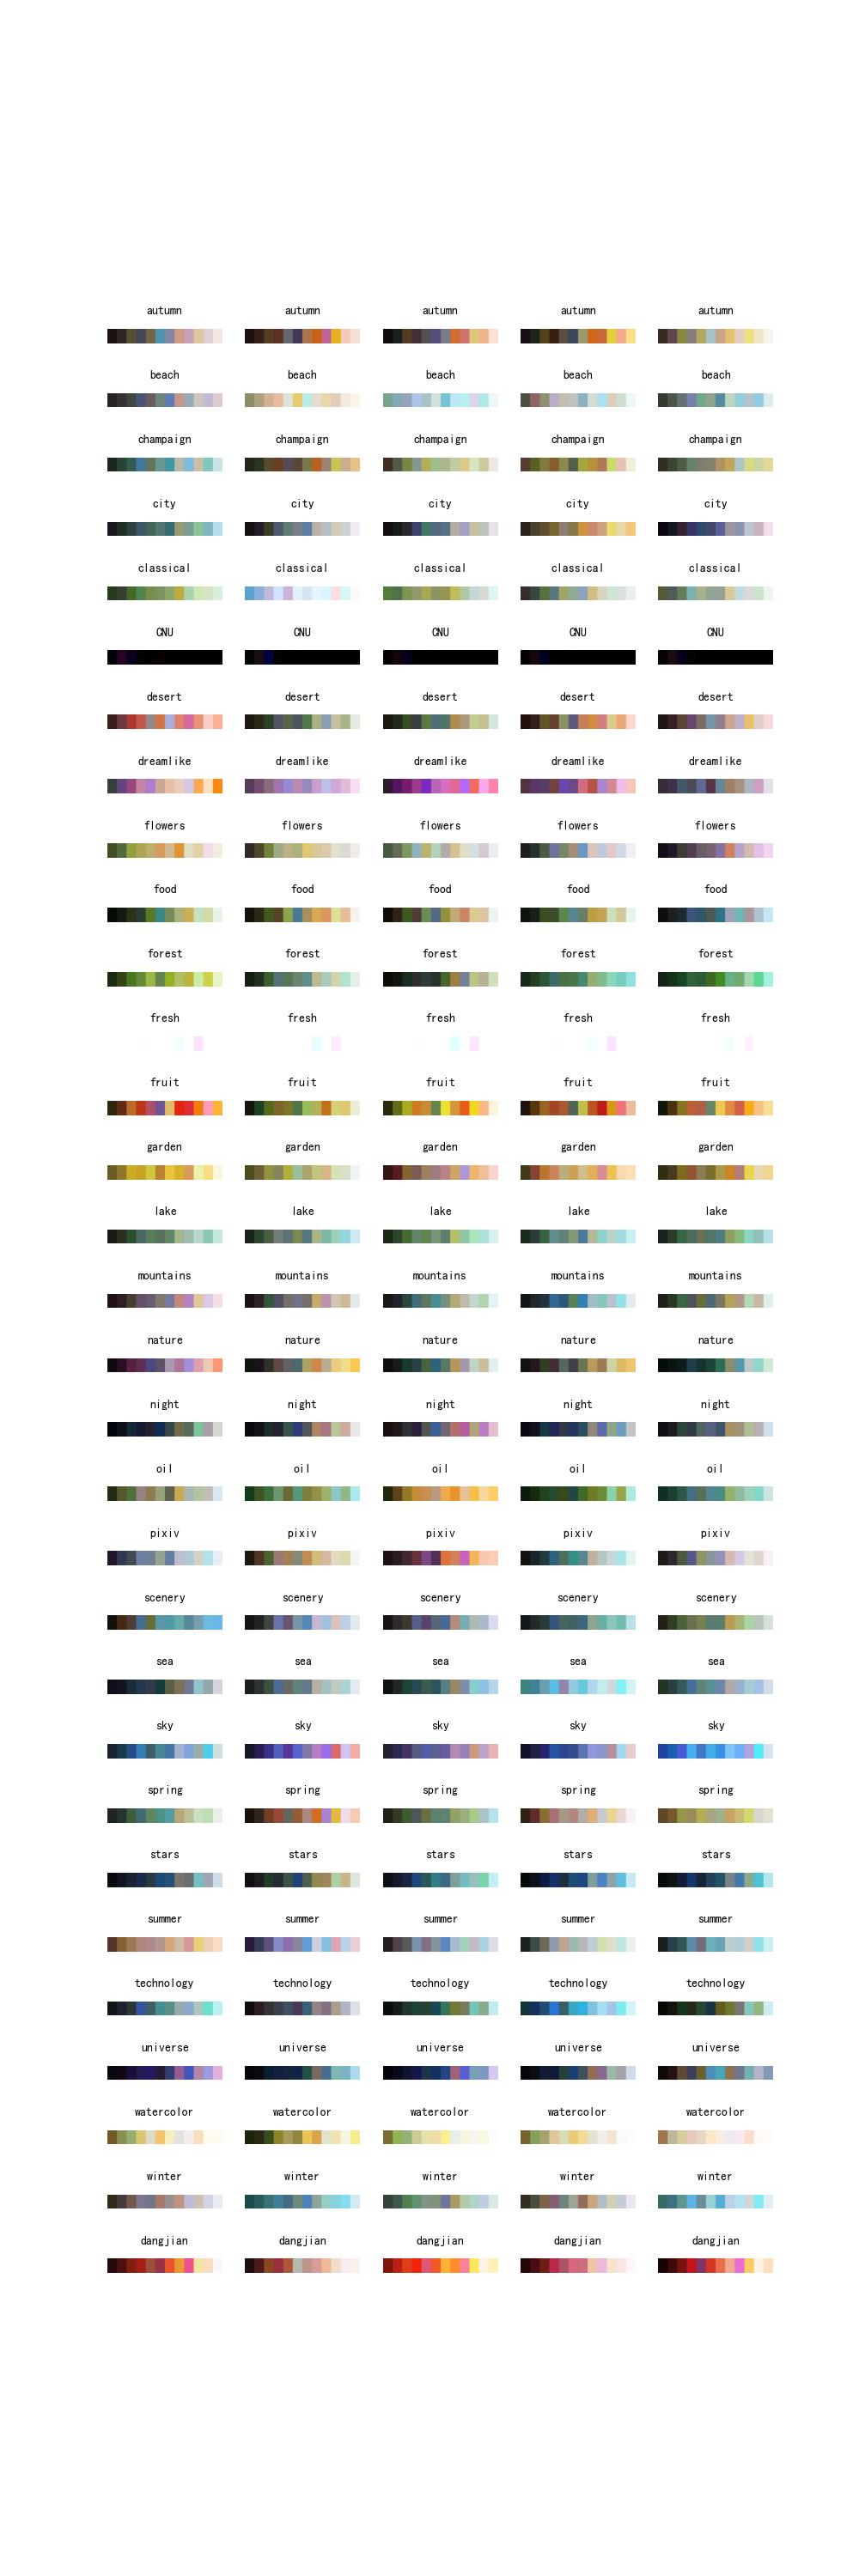 autumn autumn autumn autumn autumn
beach beach beach beach beach
champaign champaign champaign champaign champaign
city city city city city
classical classical classical classical classical
CNU CNU CNU CNU CNU
desert desert desert desert desert
dreamlike dreamlike dreamlike dreamlike dreamlike
flowers flowers flowers flowers flowers
food food food food food
forest forest forest forest forest
fresh fresh fresh fresh fresh
fruit fruit fruit fruit fruit
garden garden garden garden garden
lake lake lake lake lake
mountains mountains mountains mountains mountains
nature nature nature nature nature
night night night night night
oil oil oil oil oil
pixiv pixiv pixiv pixiv pixiv
scenery scenery scenery scenery scenery
sea sea sea sea sea
sky sky sky sky sky
spring spring spring spring spring
stars stars stars stars stars
summer summer summer summer summer
technology technology technology technology technology
universe universe universe universe universe
watercolor watercolor watercolor watercolor watercolor
winter winter winter winter winter
dangjian dangjian dangjian dangjian dangjian